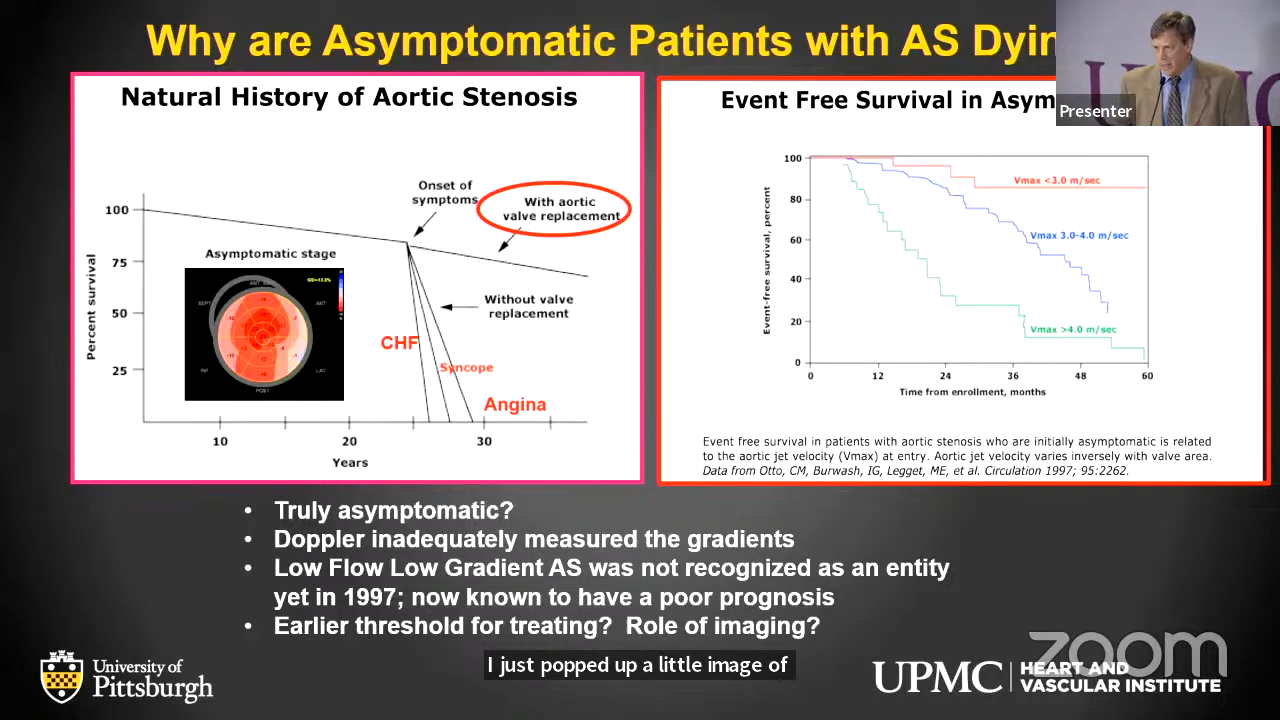 Why are Asymptomatic Patients with AS Dyin
Presenter
Natural History of Aortic Stenosis
Onset of
symptoms
With aortic
valve replacement
100
75
50
25
Percent survival
Asymptomatic stage
Without valve
replacement
CHF
Syncope
Angina
10
20
30
Years
Event Free Survival in Asym
100
80
60
40
20
0
Event-free survival, percent
Vmax <3.0 m/sec
Vmax 3.0-4.0 m/sec
Vmax >4.0 m/sec
0
12
24
36
48
60
Time from enrollment, months
Event free survival in patients with aortic stenosis who are initially asymptomatic is related
to the aortic jet velocity (Vmax) at entry. Aortic jet velocity varies inversely with valve area.
Data from Otto, CM, Burwash, IG, Legget, ME, et al. Circulation 1997; 95:2262.
• Truly asymptomatic?
• Doppler inadequately measured the gradients
• Low Flow Low Gradient AS was not recognized as an entity
yet in 1997; now known to have a poor prognosis
• Earlier threshold for treating? Role of imaging?
I just popped up a little image of
University of
Pittsburgh
UPMC
HEART AND
VASCULAR INSTITUTE
zoom